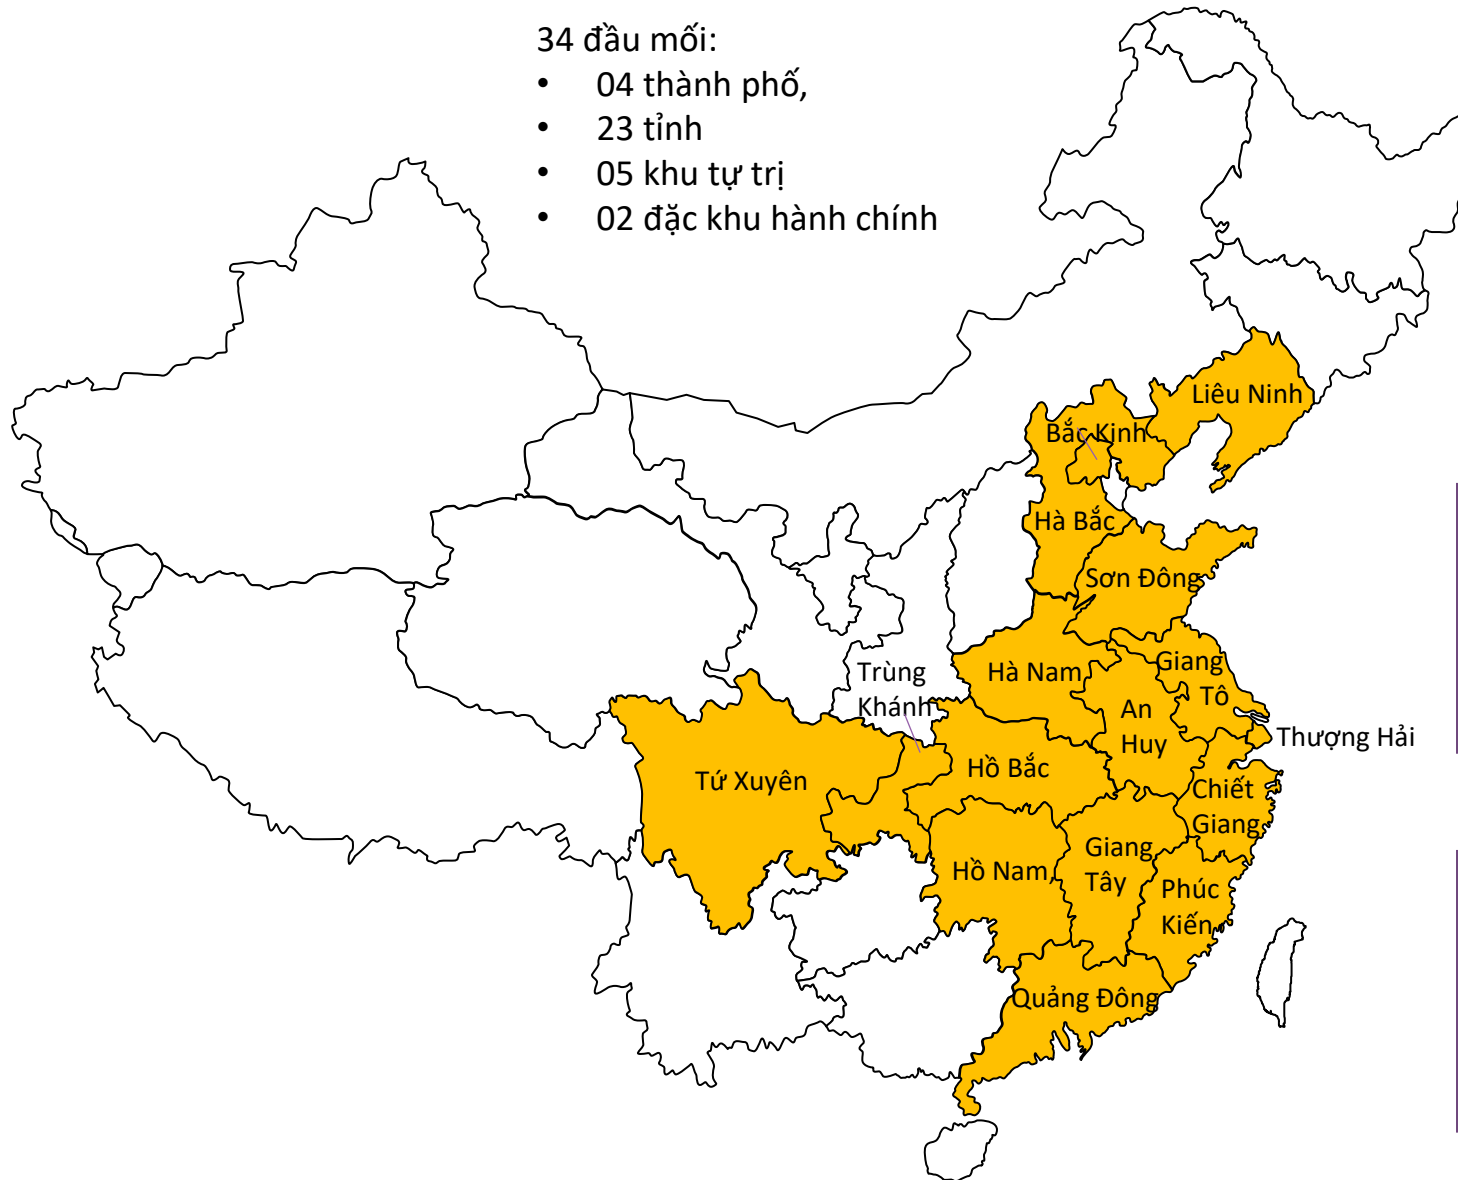 34 đầu mối:
• 04 thành phố,
• 23 tỉnh
• 05 khu tự trị
• 02 đặc khu hành chính
Liêu Ninh
Bắc Kinh
Hà Bắc
Sơn Đông
Hà Nam
Giang
Tô
Trùng
Khánh
An
Huy
Thượng Hải
Tứ Xuyên
Hồ Bắc
Chiết
Giang
Hồ Nam
Giang
Tây
Phúc
Kiến
Quảng Đông